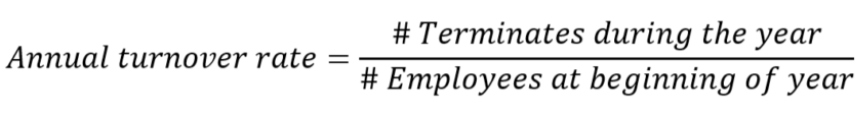 # Terminates during the year
Annual turnover rate =
# Employees at beginning of year